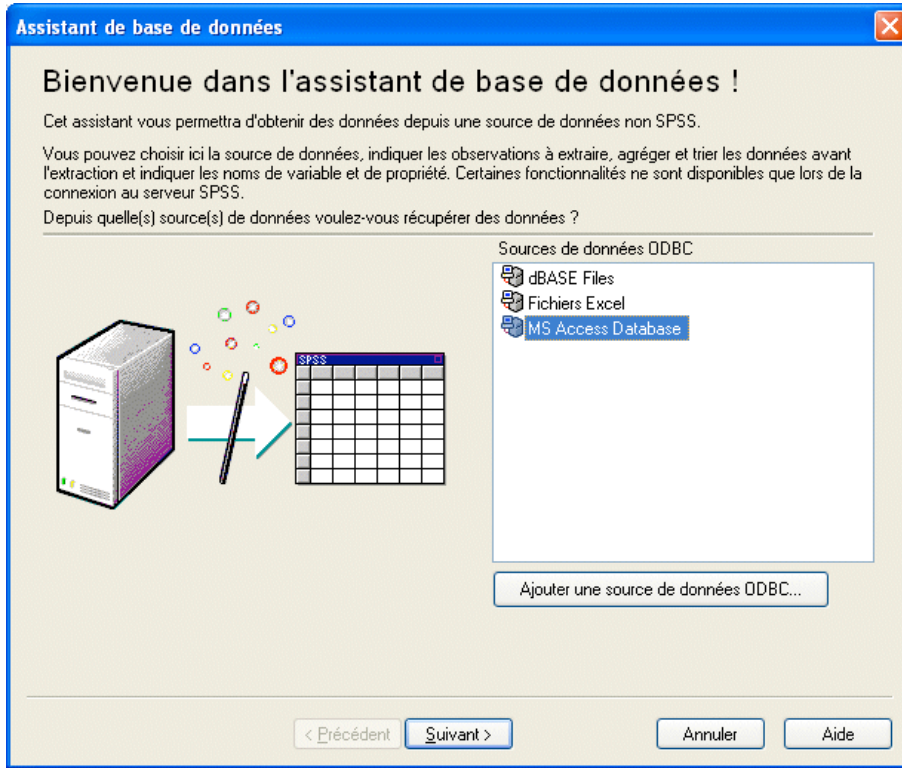 Assistant de base de données
Bienvenue dans l'assistant de base de données !
Cet assistant vous permettra d'obtenir des données depuis une source de données non SPSS.
Vous pouvez choisir ici la source de données, indiquer les observations à extraire, agréger et trier les données avant
l'extraction et indiquer les noms de variable et de propriété. Certaines fonctionnalités ne sont disponibles que lors de la
connexion au serveur SPSS.
Depuis quelle(s) source(s) de données voulez-vous récupérer des données ?
Sources de données ODBC
dBASE Files
Fichiers Excel
MS Access Database
SPSS
Ajouter une source de données ODBC...
< Précédent
Suivant >
Annuler
Aide